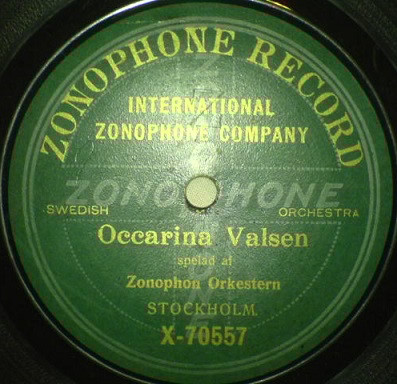 ZONOPHONE RECORD
INTERNATIONAL
ZONOPHONE COMPANY
ZONOPHONE
SWEDISH ORCHESTRA
Occarina Valsen
spelad af
Zonophon Orkestern
STOCKHOLM.
X-70557